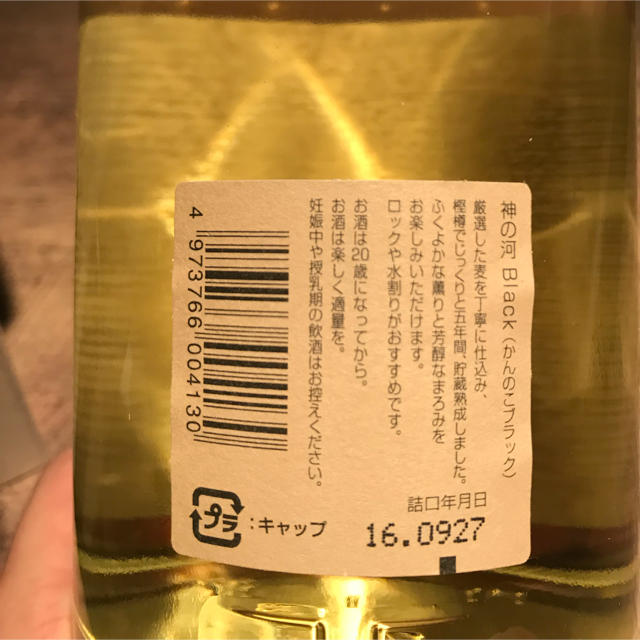 神の河 Black（かんのこブラック）
厳選した麦を丁寧に仕込み、
樫樽でじっくりと五年間、貯蔵熟成しました。
ふくよかな薫りと芳醇なまろみを
お楽しみいただけます。
ロックや水割りがおすすめです。
お酒は20歳になってから。
お酒は楽しく適量を。
妊娠中や授乳期の飲酒はお控えください。
4 973766 004130
プラ
:キャップ
詰口年月日
16.0927